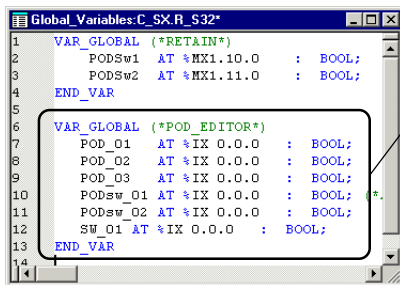 Global_Variables:C_SX.R_S32*
1 VAR_GLOBAL (*RETAIN*)
2 PODSw1 AT %MX1.10.0 : BOOL;
3 PODSw2 AT %MX1.11.0 : BOOL;
4 END_VAR
5
6 VAR_GLOBAL (*POD_EDITOR*)
7 POD_01 AT %IX 0.0.0 : BOOL;
8 POD_02 AT %IX 0.0.0 : BOOL;
9 POD_03 AT %IX 0.0.0 : BOOL;
10 PODsw_01 AT %IX 0.0.0 : BOOL; (*.
11 PODsw_02 AT %IX 0.0.0 : BOOL;
12 SW_01 AT %IX 0.0.0 : BOOL;
13 END_VAR
14